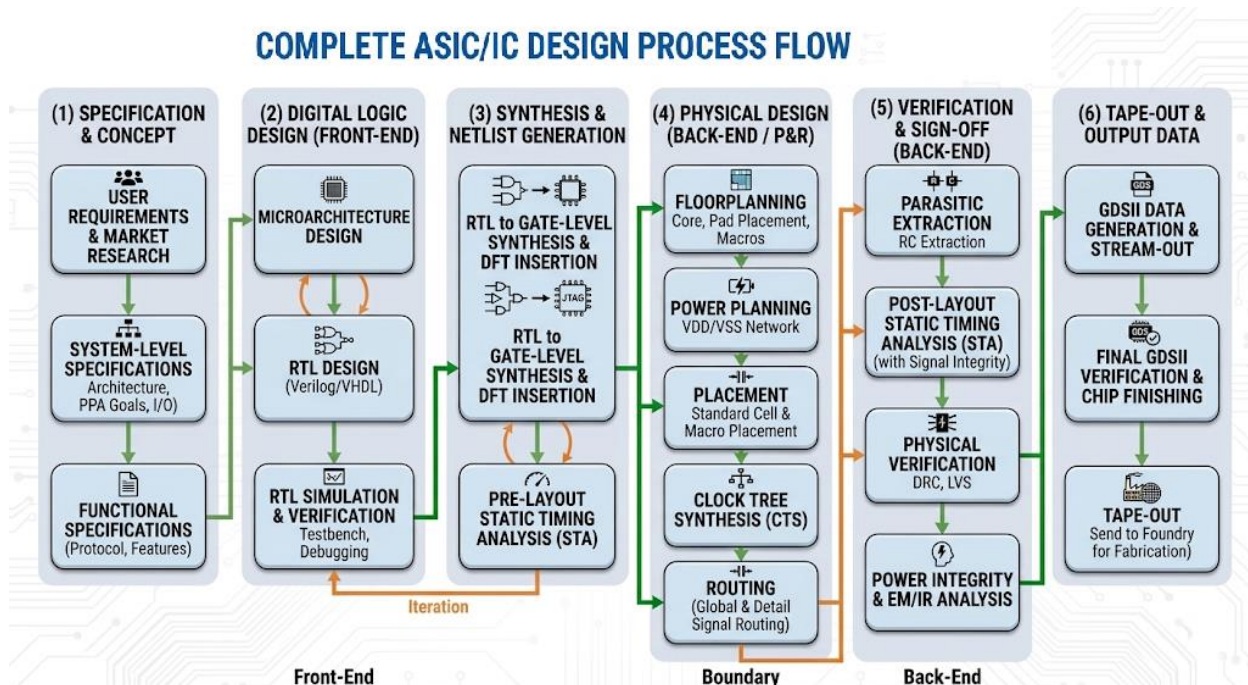 COMPLETE ASIC/IC DESIGN PROCESS FLOW
(1) SPECIFICATION
& CONCEPT
USER
REQUIREMENTS
& MARKET
RESEARCH
SYSTEM-LEVEL
SPECIFICATIONS
Architecture,
PPA Goals, I/O)
FUNCTIONAL
SPECIFICATIONS
(Protocol, Features)
(2) DIGITAL LOGIC
DESIGN (FRONT-END)
MICROARCHITECTURE
DESIGN
RTL DESIGN
(Verilog/VHDL)
RTL SIMULATION
& VERIFICATION
Testbench,
Debugging
(3) SYNTHESIS &
NETLIST GENERATION
RTL to GATE-LEVEL
SYNTHESIS &
DFT INSERTION
JTAG
RTL to
GATE-LEVEL
SYNTHESIS &
DFT INSERTION
PRE-LAYOUT
STATIC TIMING
ANALYSIS (STA)
Iteration
(4) PHYSICAL DESIGN
(BACK-END / P&R)
FLOORPLANNING
Core, Pad Placement,
Macros
POWER PLANNING
VDD/VSS Network
PLACEMENT
Standard Cell &
Macro Placement
CLOCK TREE
SYNTHESIS (CTS)
ROUTING
(Global & Detail
Signal Routing)
(5) VERIFICATION
& SIGN-OFF
(BACK-END)
PARASITIC
EXTRACTION
RC Extraction
POST-LAYOUT
STATIC TIMING
ANALYSIS (STA)
(with Signal Integrity)
PHYSICAL
VERIFICATION
DRC, LVS
POWER INTEGRITY
& EM/IR ANALYSIS
(6) TAPE-OUT &
OUTPUT DATA
GDS
GDSII DATA
GENERATION &
STREAM-OUT
GDS
FINAL GDSII
VERIFICATION &
CHIP FINISHING
TAPE-OUT
Send to Foundry
for Fabrication)
Front-End
Boundary
Back-End